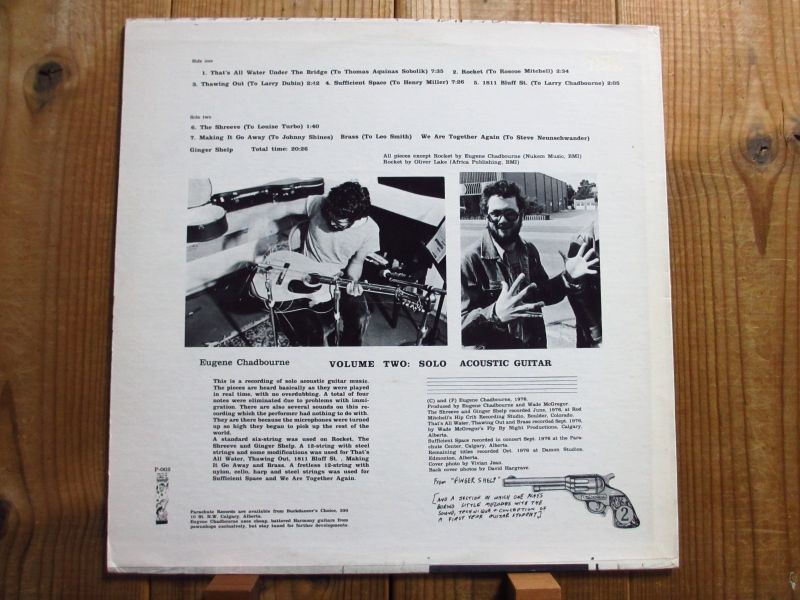 Side one
1. That's All Water Under The Bridge (To Thomas Aquinas Sobolik) 7:35 2. Rocket (To Roscoe Mitchell) 2:54
3. Thawing Out (To Larry Dubin) 2:42 4. Sufficient Space (To Henry Miller) 7:26 5. 1811 Bluff St. (To Larry Chadbourne) 2:05
Side two
6. The Shreeve (To Louise Turbo) 1:40
7. Making It Go Away (To Johnny Shines) Brass (To Leo Smith) We Are Together Again (To Steve Neunschwander)
Ginger Shelp Total time: 20:26
All pieces except Rocket by Eugene Chadbourne (Nukem Music, BMI)
Rocket by Oliver Lake (Africa Publishing, BMI)
Eugene Chadbourne VOLUME TWO: SOLO ACOUSTIC GUITAR
This is a recording of solo acoustic guitar music.
The pieces are heard basically as they were played
in real time, with no overdubbing. A total of four
notes were eliminated due to problems with immi-
gration. There are also several sounds on this re-
cording which the performer had nothing to do with.
They are there because the microphones were turned
up so high they began to pick up the rest of the
world.
A standard six-string was used on Rocket, The
Shreeve and Ginger Shelp. A 12-string with steel
strings and some modifications was used for That's
All Water, Thawing Out, 1811 Bluff St. , Making
It Go Away and Brass. A fretless 12-string with
nylon, cello, harp and steel strings was used for
Sufficient Space and We Are Together Again.
(C) and (P) Eugene Chadbourne, 1976.
Produced by Eugene Chadbourne and Wade McGregor.
The Shreeve and Ginger Shelp recorded June, 1976, at Rod
Mitchell's Hip Crit Recording Studio, Boulder, Colorado.
That's All Water, Thawing Out and Brass recorded Sept. 1976,
by Wade McGregor's Fly By Night Productions, Calgary,
Alberta.
Sufficient Space recorded in concert Sept. 1976 at the Para-
chute Center, Calgary, Alberta.
Remaining titles recorded Oct. 1976 at Damon Studios,
Edmonton, Alberta.
Cover photo by Vivian Jean.
Back cover photos by David Hargrave.
P-002
From "GINGER SHELP"
[AND A SECTION IN WHICH ONE PLAYS
BORING LITTLE MELODIES WITH THE
SOUND, TECHNIQUE + CONCEPTION OF
A FIRST YEAR GUITAR STUDENT]
2
Parachute Records are available from Buckdancer's Choice,
10 St. N.W. Calgary, Alberta.
Eugene Chadbourne uses cheap, battered Harmony guitars from
pawnshops exclusively, but stay tuned for further developments.